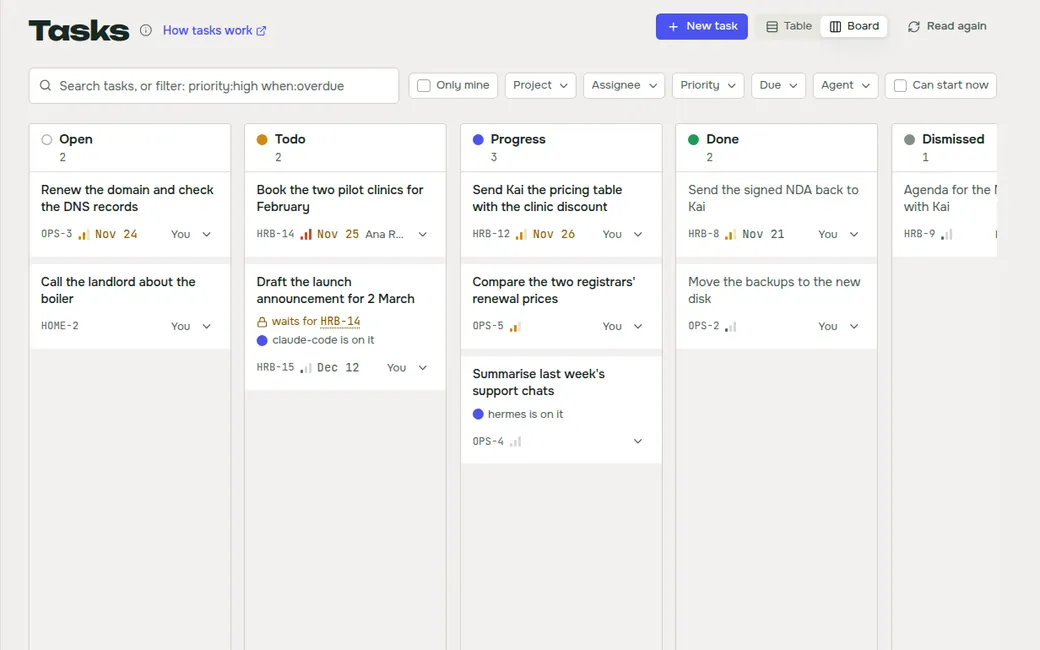 Tasks
How tasks work
New task
Table
Board
Read again
Search tasks, or filter: priority:high when:overdue
Only mine
Project
Assignee
Priority
Due
Agent
Can start now
Open
2
Renew the domain and check
the DNS records
OPS-3 Nov 24 You
Call the landlord about the
boiler
HOME-2 You
Todo
2
Book the two pilot clinics for
February
HRB-14 Nov 25 Ana R...
Draft the launch
announcement for 2 March
waits for HRB-14
claude-code is on it
HRB-15 Dec 12 You
Progress
3
Send Kai the pricing table
with the clinic discount
HRB-12 Nov 26 You
Compare the two registrars'
renewal prices
OPS-5 You
Summarise last week's
support chats
hermes is on it
OPS-4
Done
2
Send the signed NDA back to
Kai
HRB-8 Nov 21 You
Move the backups to the new
disk
OPS-2 You
Dismissed
1
Agenda for the
with Kai
HRB-9